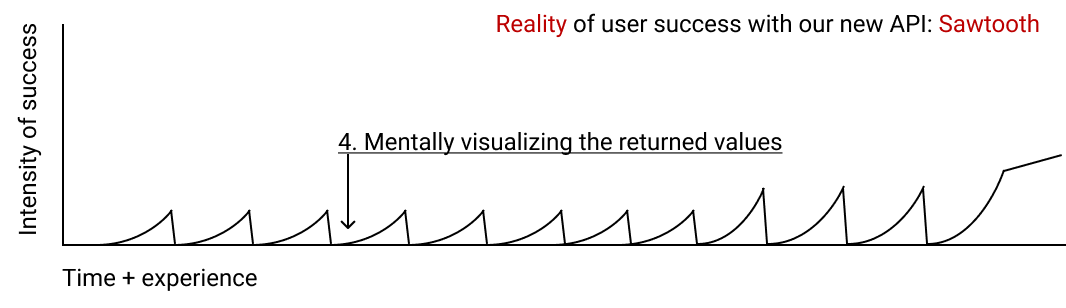 Reality of user success with our new API: Sawtooth
Intensity of success
4. Mentally visualizing the returned values
Time + experience